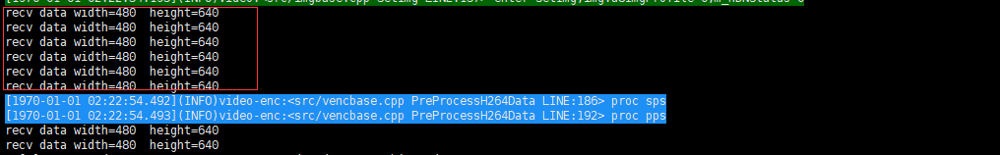 recv data width=480  height=640
recv data width=480  height=640
recv data width=480  height=640
recv data width=480  height=640
recv data width=480  height=640
recv data width=480  height=640
[1970-01-01 02:22:54.492](INFO)video-enc:<src/vencbase.cpp PreProcessH264Data LINE:186> proc sps
[1970-01-01 02:22:54.493](INFO)video-enc:<src/vencbase.cpp PreProcessH264Data LINE:192> proc pps
recv data width=480  height=640
recv data width=480  height=640